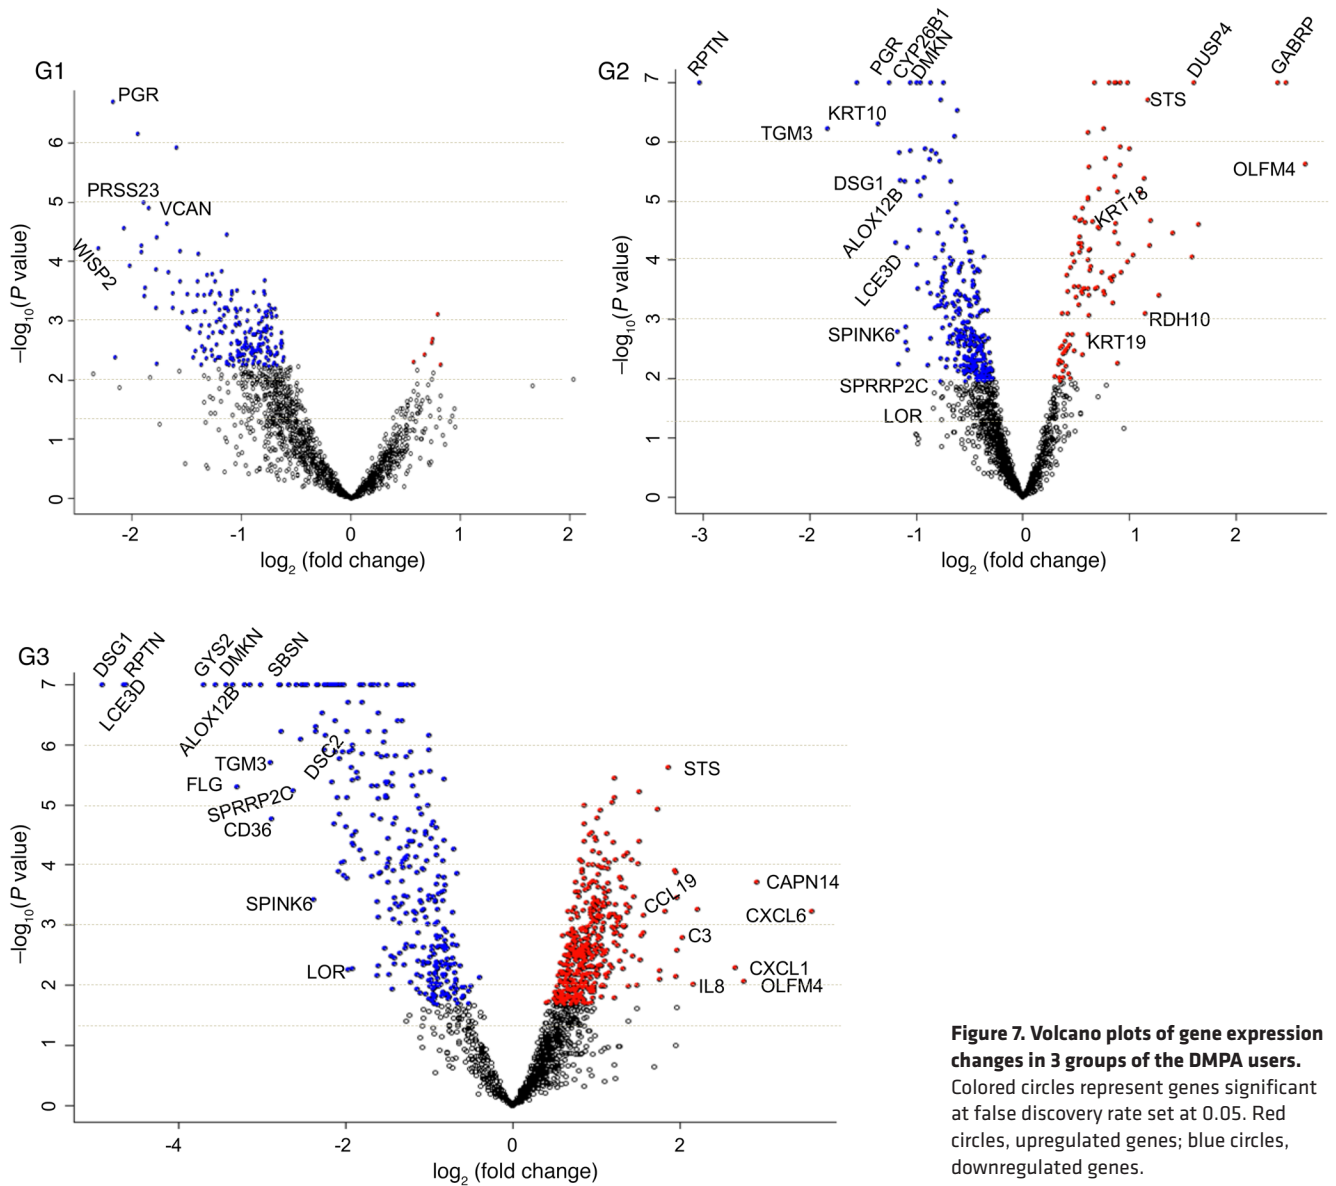 G1
PGR
PRSS23
VCAN
WISP2
6
5
4
3
2
1
0
–log10(P value)
-2
-1
0
1
2
log2 (fold change)
G2
RPTN
PGR
CYP26B1
DMKN
DUSP4
GABRP
STS
KRT10
TGM3
OLFM4
DSG1
ALOX12B
KRT18
LCE3D
RDH10
SPINK6
KRT19
SPRRP2C
LOR
7
6
5
4
3
2
1
0
–log10(P value)
-3
-2
-1
0
1
2
log2 (fold change)
G3
DSG1
RPTN
GYS2
DMKN
SBSN
LCE3D
ALOX12B
DSC2
TGM3
STS
FLG
SPRRP2C
CD36
CAPN14
CCL19
SPINK6
CXCL6
C3
LOR
CXCL1
IL8
OLFM4
7
6
5
4
3
2
1
0
–log10(P value)
-4
-2
0
2
log2 (fold change)
Figure 7. Volcano plots of gene expression
changes in 3 groups of the DMPA users.
Colored circles represent genes significant
at false discovery rate set at 0.05. Red
circles, upregulated genes; blue circles,
downregulated genes.